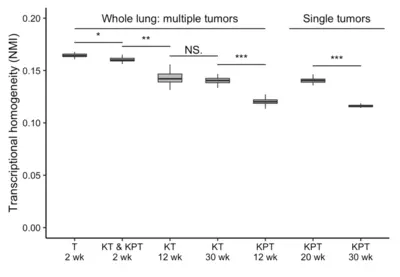 Whole lung: multiple tumors Single tumors
* ** NS. *** ***
Transcriptional homogeneity (NMI)
0.20
0.15
0.10
0.05
0.00
T KT & KPT KT KT KPT KPT KPT
2 wk 2 wk 12 wk 30 wk 12 wk 20 wk 30 wk